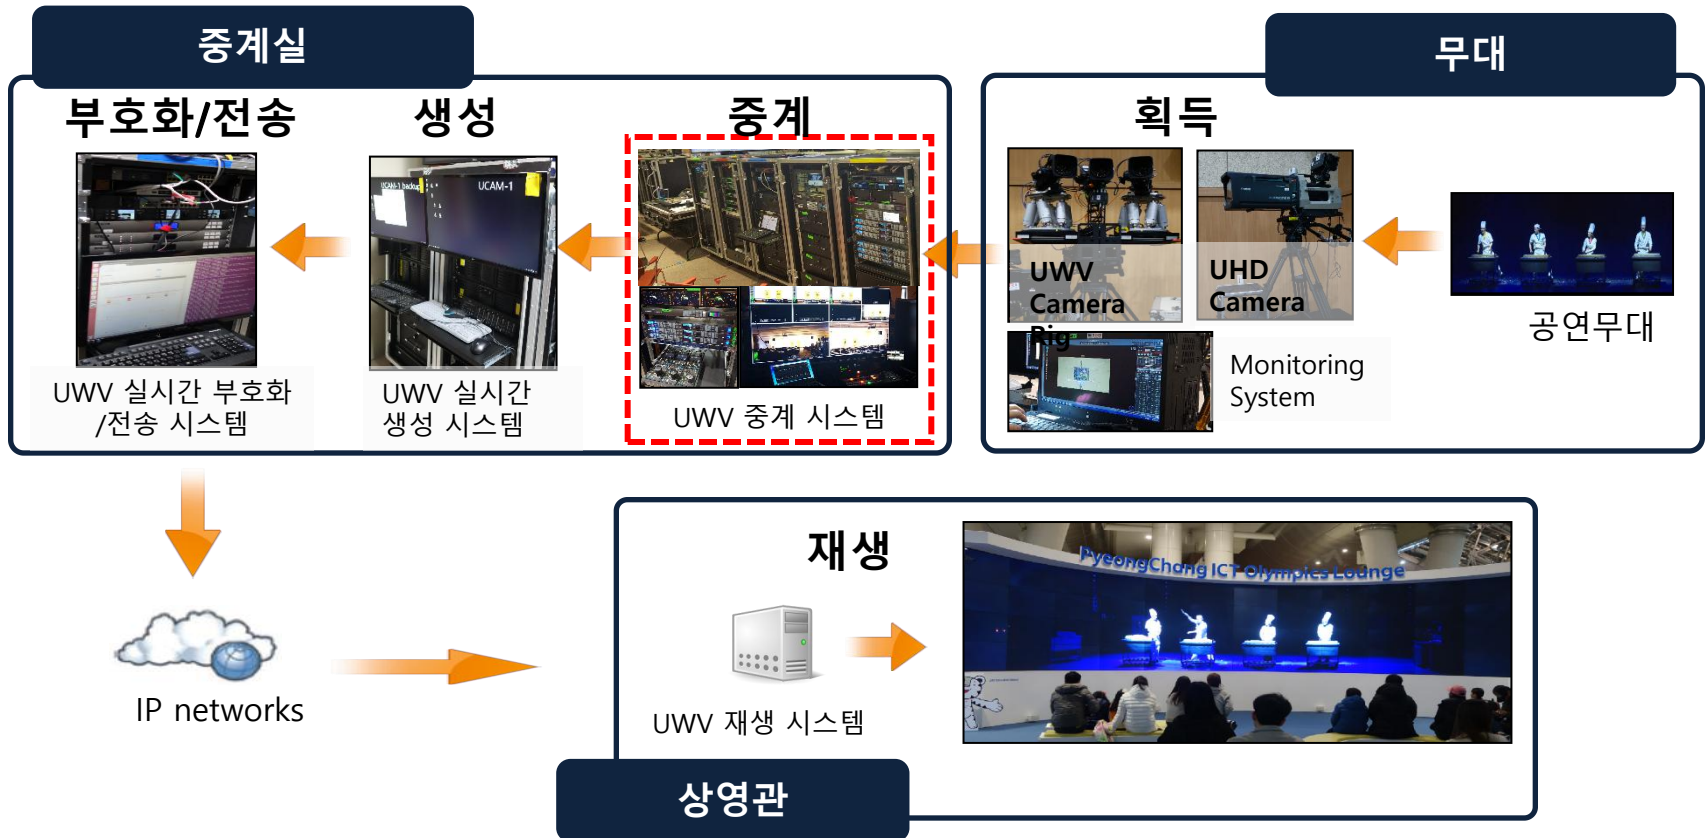 중계실
무대
부호화/전송
생성
중계
획득
UCAM-1 backup
UCAM-1
UWV
Camera
Rig
UHD
Camera
공연무대
Monitoring
System
UWV 실시간 부호화
/전송 시스템
UWV 실시간
생성 시스템
UWV 중계 시스템
재생
PyeongChang ICT Olympics Lounge
IP networks
UWV 재생 시스템
상영관